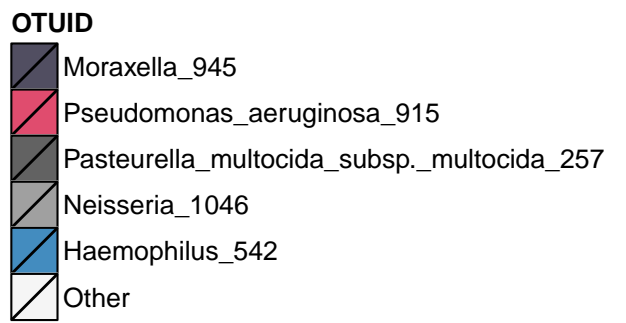 OTUID
Moraxella_945
Pseudomonas_aeruginosa_915
Pasteurella_multocida_subsp._multocida_257
Neisseria_1046
Haemophilus_542
Other